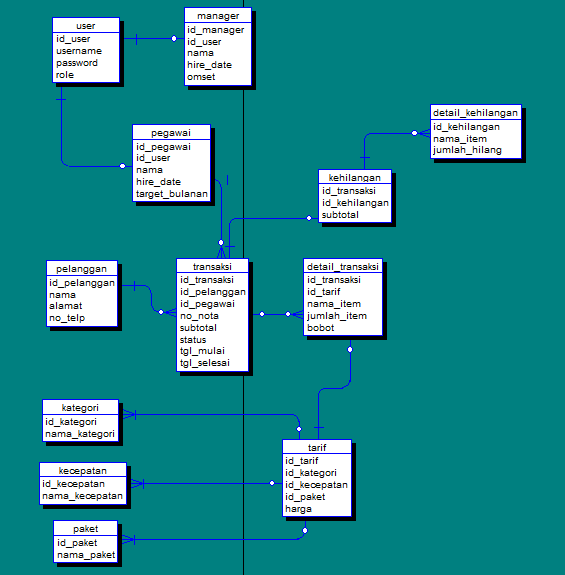 user
id_user
username
password
role
manager
id_manager
id_user
nama
hire_date
omset
pegawai
id_pegawai
id_user
nama
hire_date
target_bulanan
detail_kehilangan
id_kehilangan
nama_item
jumlah_hilang
kehilangan
id_transaksi
id_kehilangan
subtotal
pelanggan
id_pelanggan
nama
alamat
no_telp
transaksi
id_transaksi
id_pelanggan
id_pegawai
no_nota
subtotal
status
tgl_mulai
tgl_selesai
detail_transaksi
id_transaksi
id_tarif
nama_item
jumlah_item
bobot
kategori
id_kategori
nama_kategori
kecepatan
id_kecepatan
nama_kecepatan
paket
id_paket
nama_paket
tarif
id_tarif
id_kategori
id_kecepatan
id_paket
harga